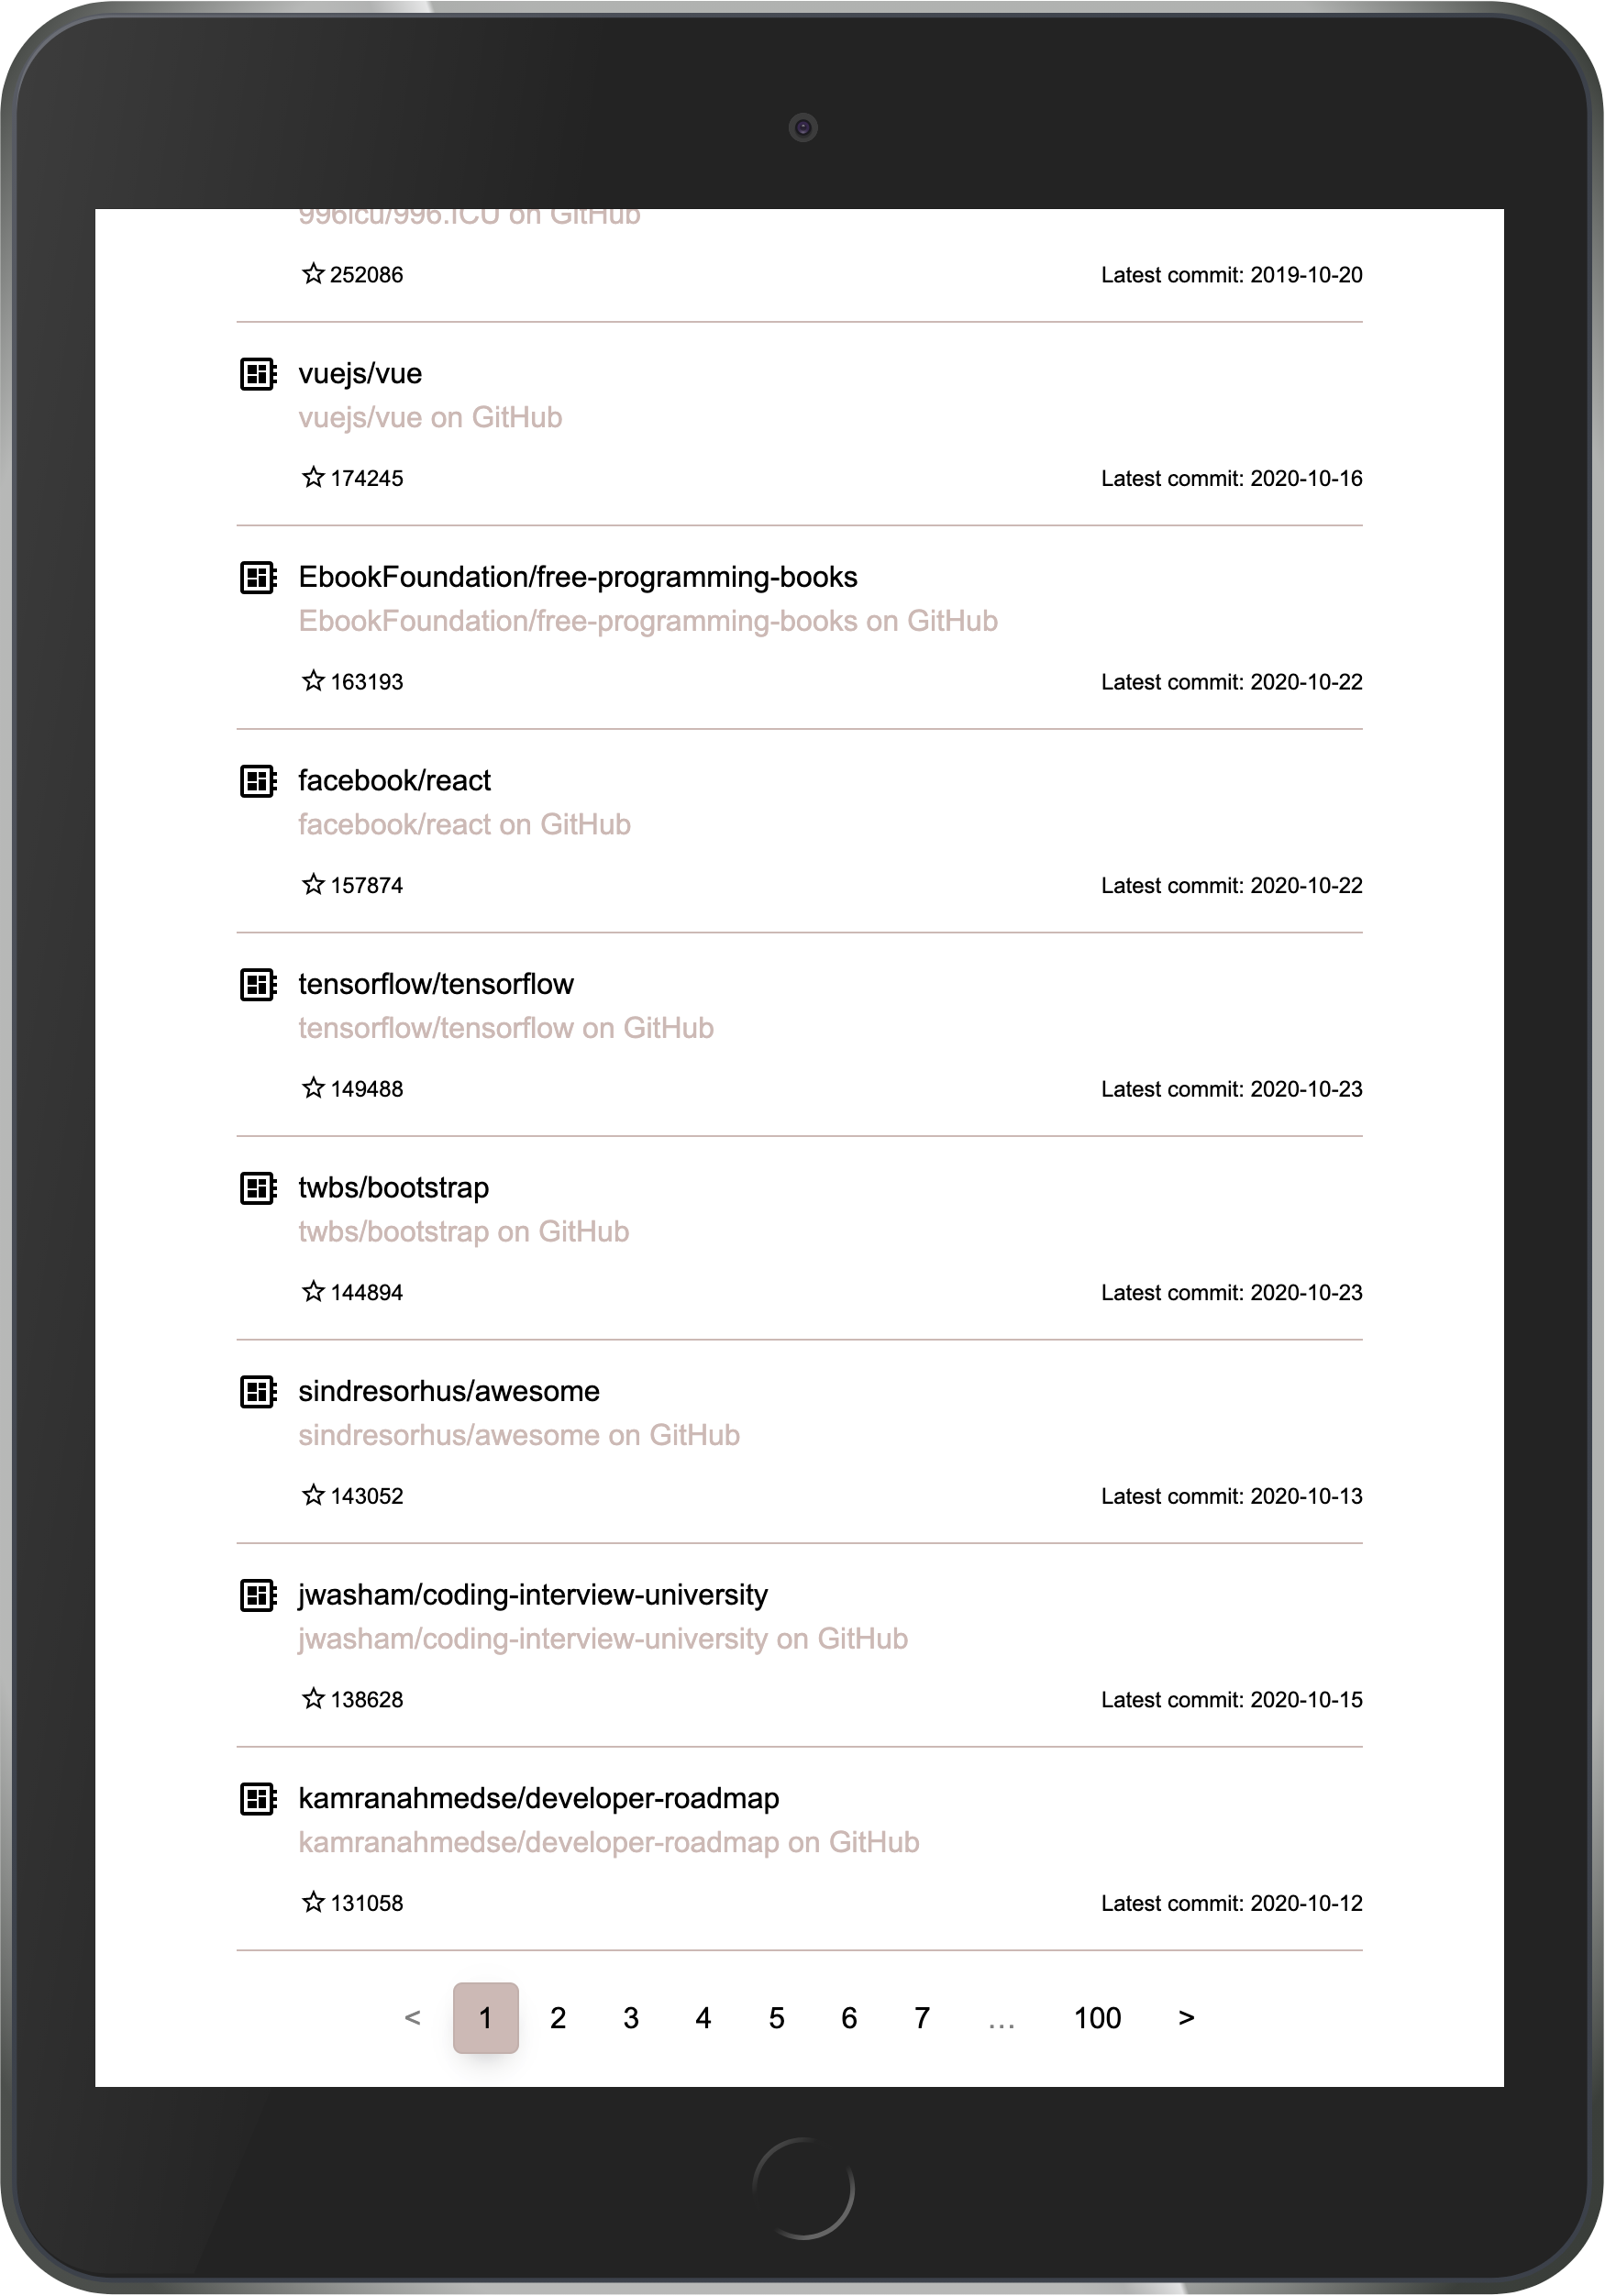 996icu/996.ICU on GitHub
252086 Latest commit: 2019-10-20
vuejs/vue
vuejs/vue on GitHub
174245 Latest commit: 2020-10-16
EbookFoundation/free-programming-books
EbookFoundation/free-programming-books on GitHub
163193 Latest commit: 2020-10-22
facebook/react
facebook/react on GitHub
157874 Latest commit: 2020-10-22
tensorflow/tensorflow
tensorflow/tensorflow on GitHub
149488 Latest commit: 2020-10-23
twbs/bootstrap
twbs/bootstrap on GitHub
144894 Latest commit: 2020-10-23
sindresorhus/awesome
sindresorhus/awesome on GitHub
143052 Latest commit: 2020-10-13
jwasham/coding-interview-university
jwasham/coding-interview-university on GitHub
138628 Latest commit: 2020-10-15
kamranahmedse/developer-roadmap
kamranahmedse/developer-roadmap on GitHub
131058 Latest commit: 2020-10-12
< 1 2 3 4 5 6 7 ... 100 >